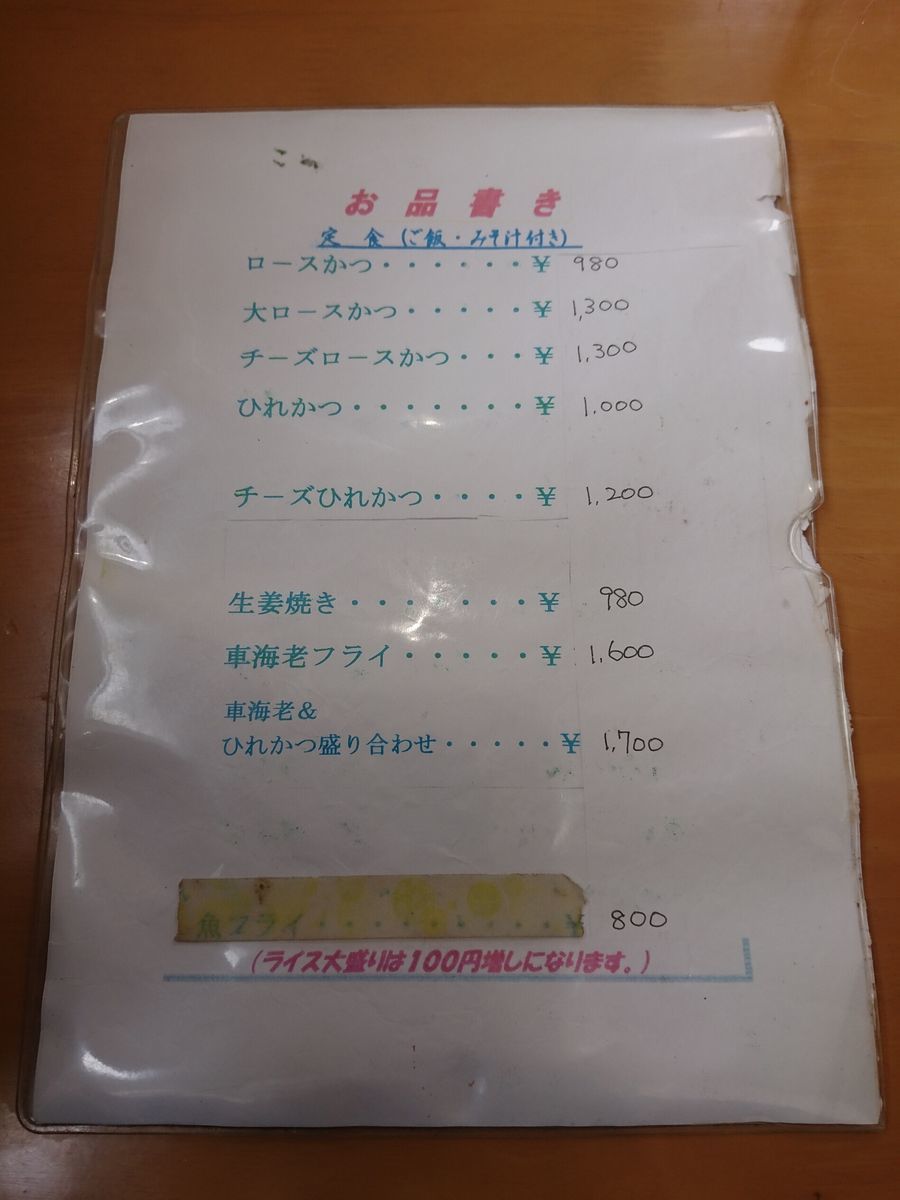 お品書き
定食（ご飯・みそ汁付き）
ロースかつ・・・・・・¥ 980
大ロースかつ・・・・・¥ 1,300
チーズロースかつ・・・¥ 1,300
ひれかつ・・・・・・・¥ 1,000
チーズひれかつ・・・・¥ 1,200
生姜焼き・・・・・・・¥ 980
車海老フライ・・・・・¥ 1,600
車海老＆
ひれかつ盛り合わせ・・・・・¥ 1,700
魚フライ・・・・・・・・・・¥ 800
（ライス大盛りは１００円増しになります。）